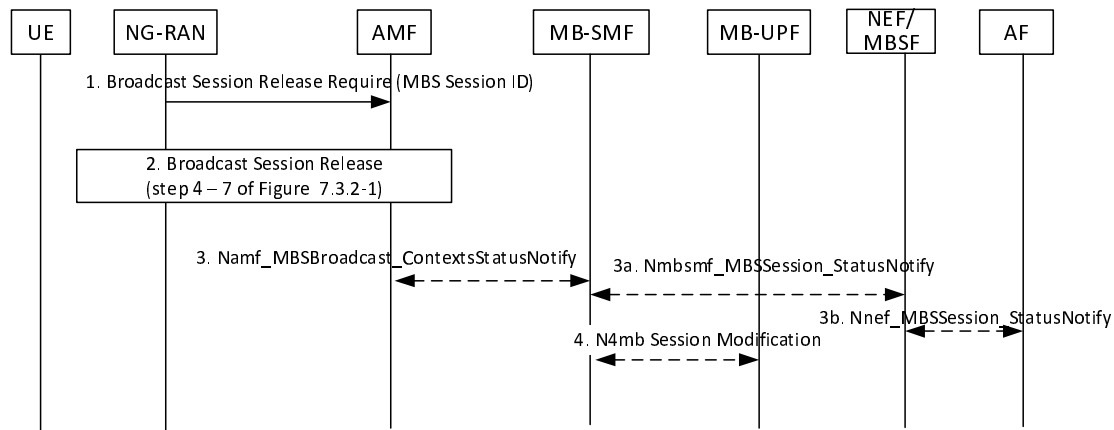 UE
NG-RAN
AMF
MB-SMF
MB-UPF
NEF/
MBSF
AF
1. Broadcast Session Release Require (MBS Session ID)
2. Broadcast Session Release
(step 4 – 7 of Figure 7.3.2-1)
3. Namf_MBSBroadcast_ContextsStatusNotify
3a. Nmbsmf_MBSSession_StatusNotify
3b. Nnef_MBSSession_StatusNotify
4. N4mb Session Modification